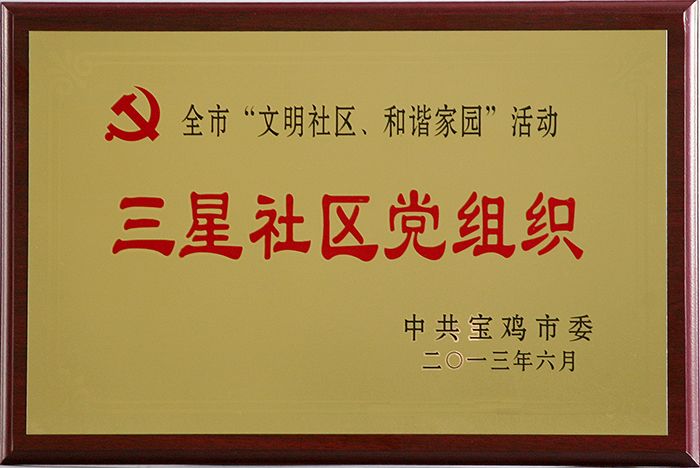 全市“文明社区、和谐家园”活动
三星社区党组织
中共宝鸡市委
二〇一三年六月